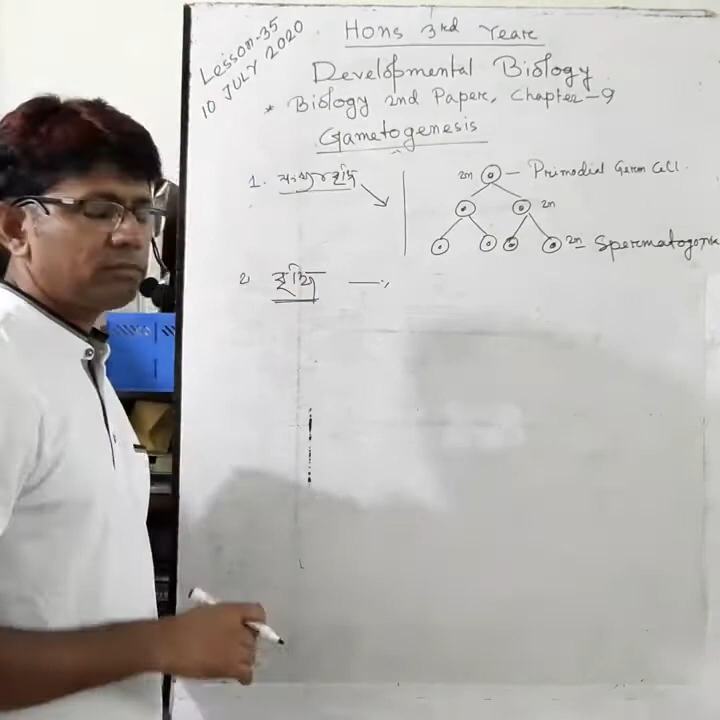 Lesson-35
10 JULY 2020
Hons 3rd Year
Developmental Biology
* Biology 2nd Paper, Chapter-9
Gametogenesis
1. সংখ্যাবৃদ্ধি
2n — Primodial Germ Cell.
2n
2n — Spermatogonia
2 বৃদ্ধি —